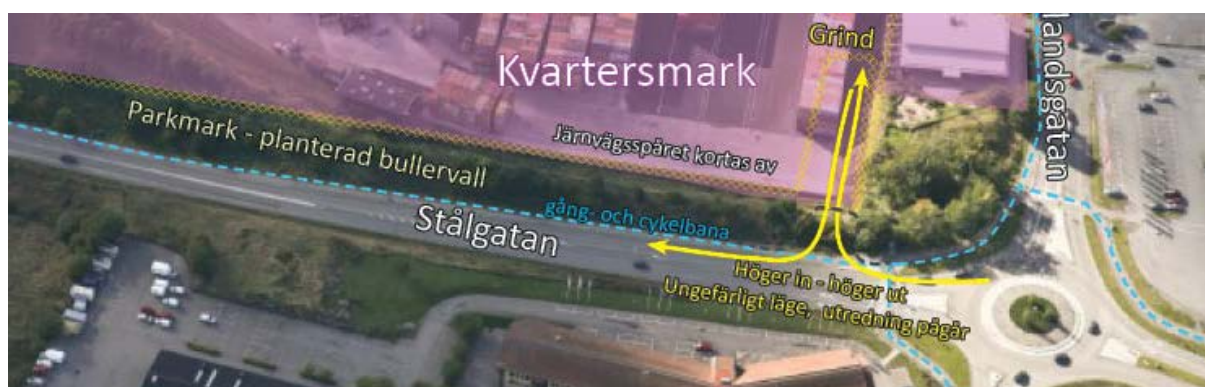 Grind
landsgatan
Kvartersmark
Parkmark - planterad bullervall
Järnvägsspåret kortas av
gång- och cykelbana
Stålgatan
Höger in - höger ut
Ungefärligt läge, utredning pågår